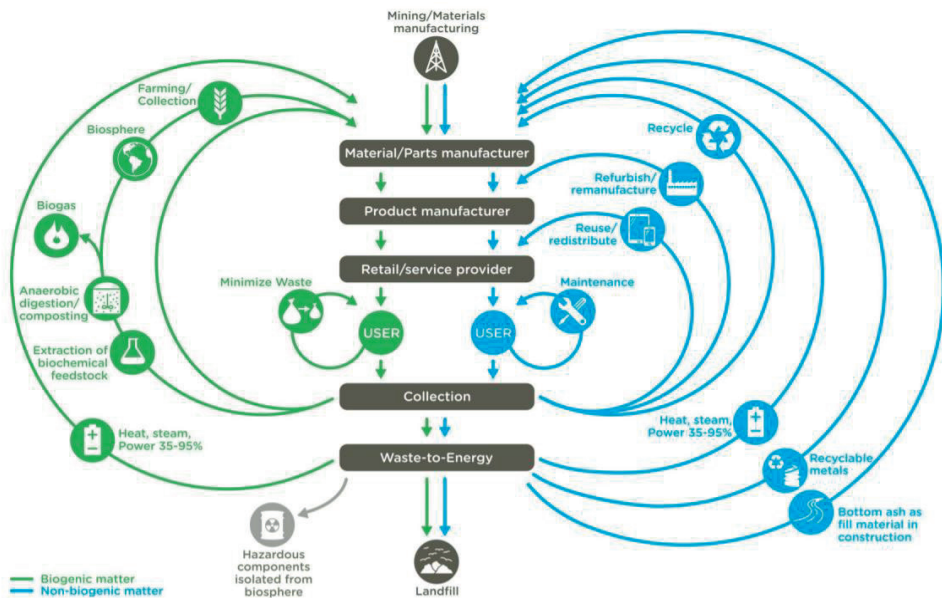 Mining/Materials
manufacturing
Farming/
Collection
Biosphere
Biogas
Anaerobic
digestion/
composting
Extraction of
biochemical
feedstock
Heat, steam,
Power 35-95%
Minimize Waste
USER
Material/Parts manufacturer
Product manufacturer
Retail/service provider
USER
Maintenance
Collection
Waste-to-Energy
Recycle
Refurbish/
remanufacture
Reuse/
redistribute
Heat, steam,
Power 35-95%
Recyclable
metals
Bottom ash as
fill material in
construction
Hazardous
components
isolated from
biosphere
Landfill
Biogenic matter
Non-biogenic matter